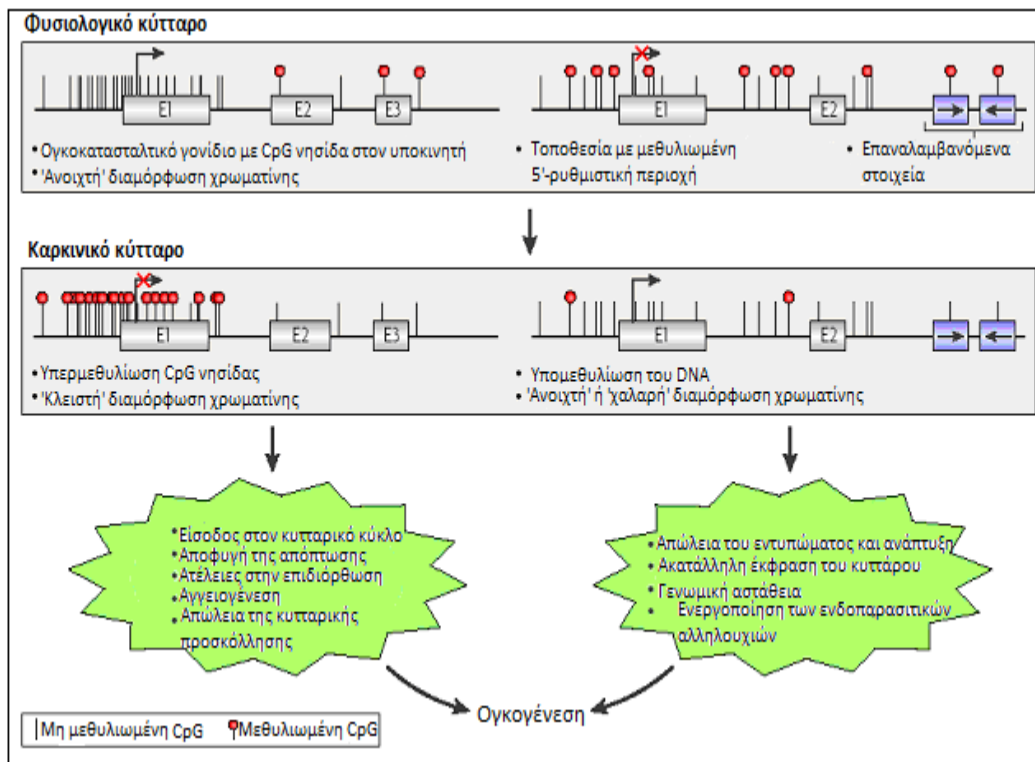 Φυσιολογικό κύτταρο
E1
E2
E3
E1
E2
•Ογκοκατασταλτικό γονίδιο με CpG νησίδα στον υποκινητή
•'Ανοιχτή' διαμόρφωση χρωματίνης
• Τοποθεσία με μεθυλιωμένη
5'-ρυθμιστική περιοχή
• Επαναλαμβανόμενα
στοιχεία
Καρκινικό κύτταρο
E1
E2
E3
E1
E2
•Υπερμεθυλίωση CpG νησίδας
•'Κλειστή' διαμόρφωση χρωματίνης
• Υπομεθυλίωση του DNA
• 'Ανοιχτή' ή 'χαλαρή' διαμόρφωση χρωματίνης
•Είσοδος στον κυτταρικό κύκλο
•Αποφυγή της απόπτωσης
•Ατέλειες στην επιδιόρθωση
•Αγγειογένεση
• Απώλεια της κυτταρικής
προσκόλλησης
•Απώλεια του εντυπώματος και ανάπτυξη
•Ακατάλληλη έκφραση του κυττάρου
•Γενωμική αστάθεια
• Ενεργοποίηση των ενδοπαρασιτικών
αλληλουχιών
Ογκογένεση
Μη μεθυλιωμένη CpG
Μεθυλιωμένη CpG